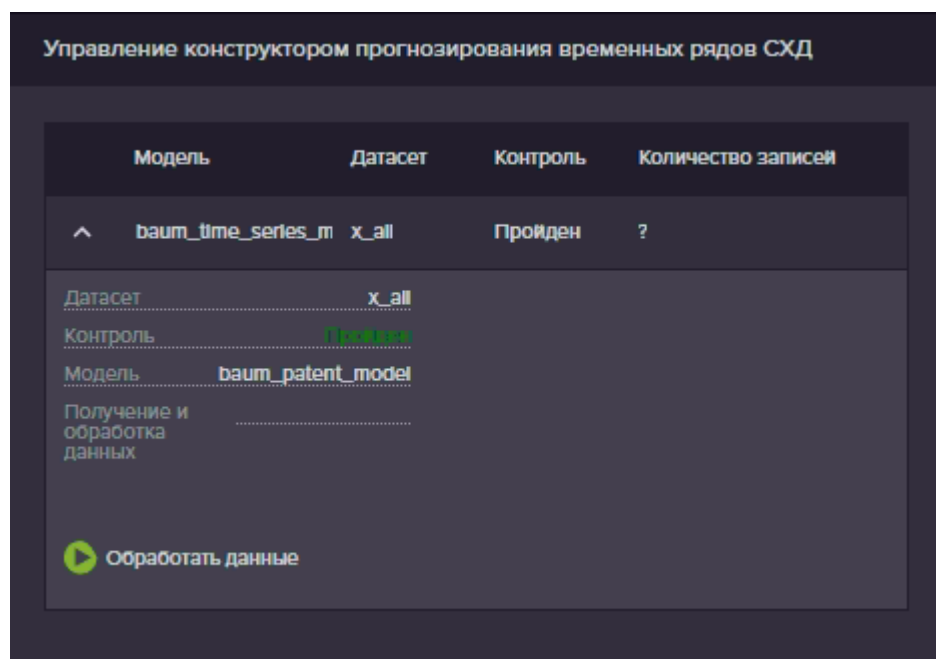 Управление конструктором прогнозирования временных рядов СХД
Модель Датасет Контроль Количество записей
baum_time_series_m x_all Пройден ?
Датасет x_all
Контроль Пройден
Модель baum_patent_model
Получение и
обработка
данных
Обработать данные